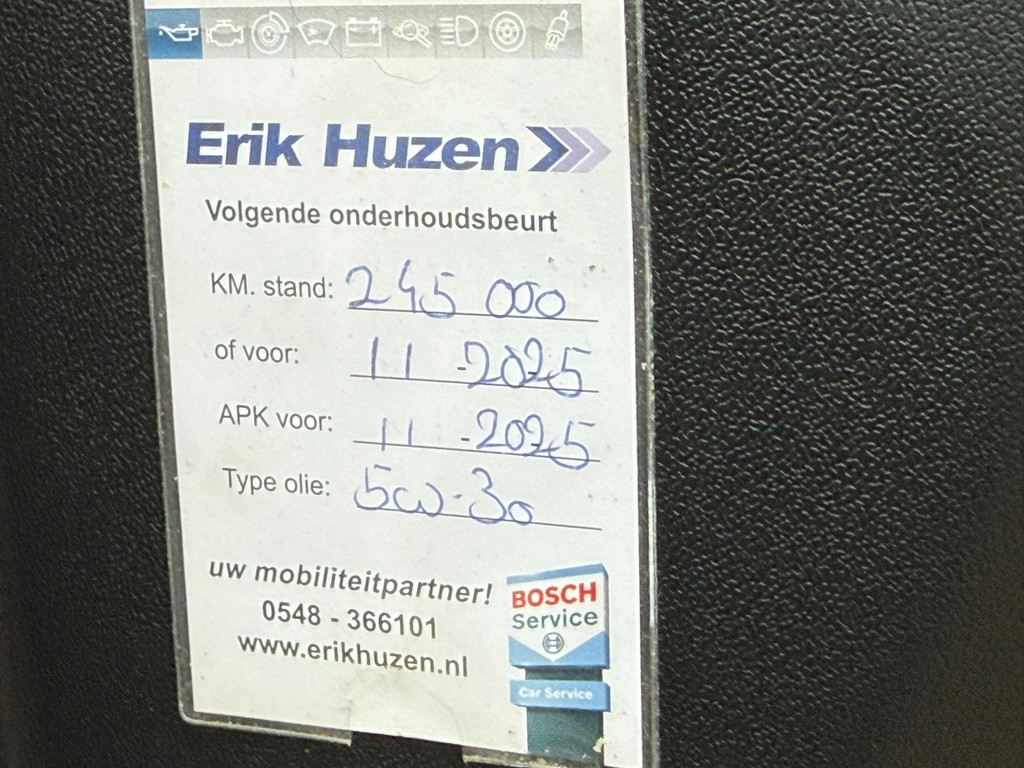 Erik Huzen
Volgende onderhoudsbeurt
KM. stand: 245 000
of voor: 11 -2025
APK voor: 11 -2025
Type olie: 5w-30
uw mobiliteitpartner!
0548 - 366101
www.erikhuzen.nl
BOSCH
Service
Car Service